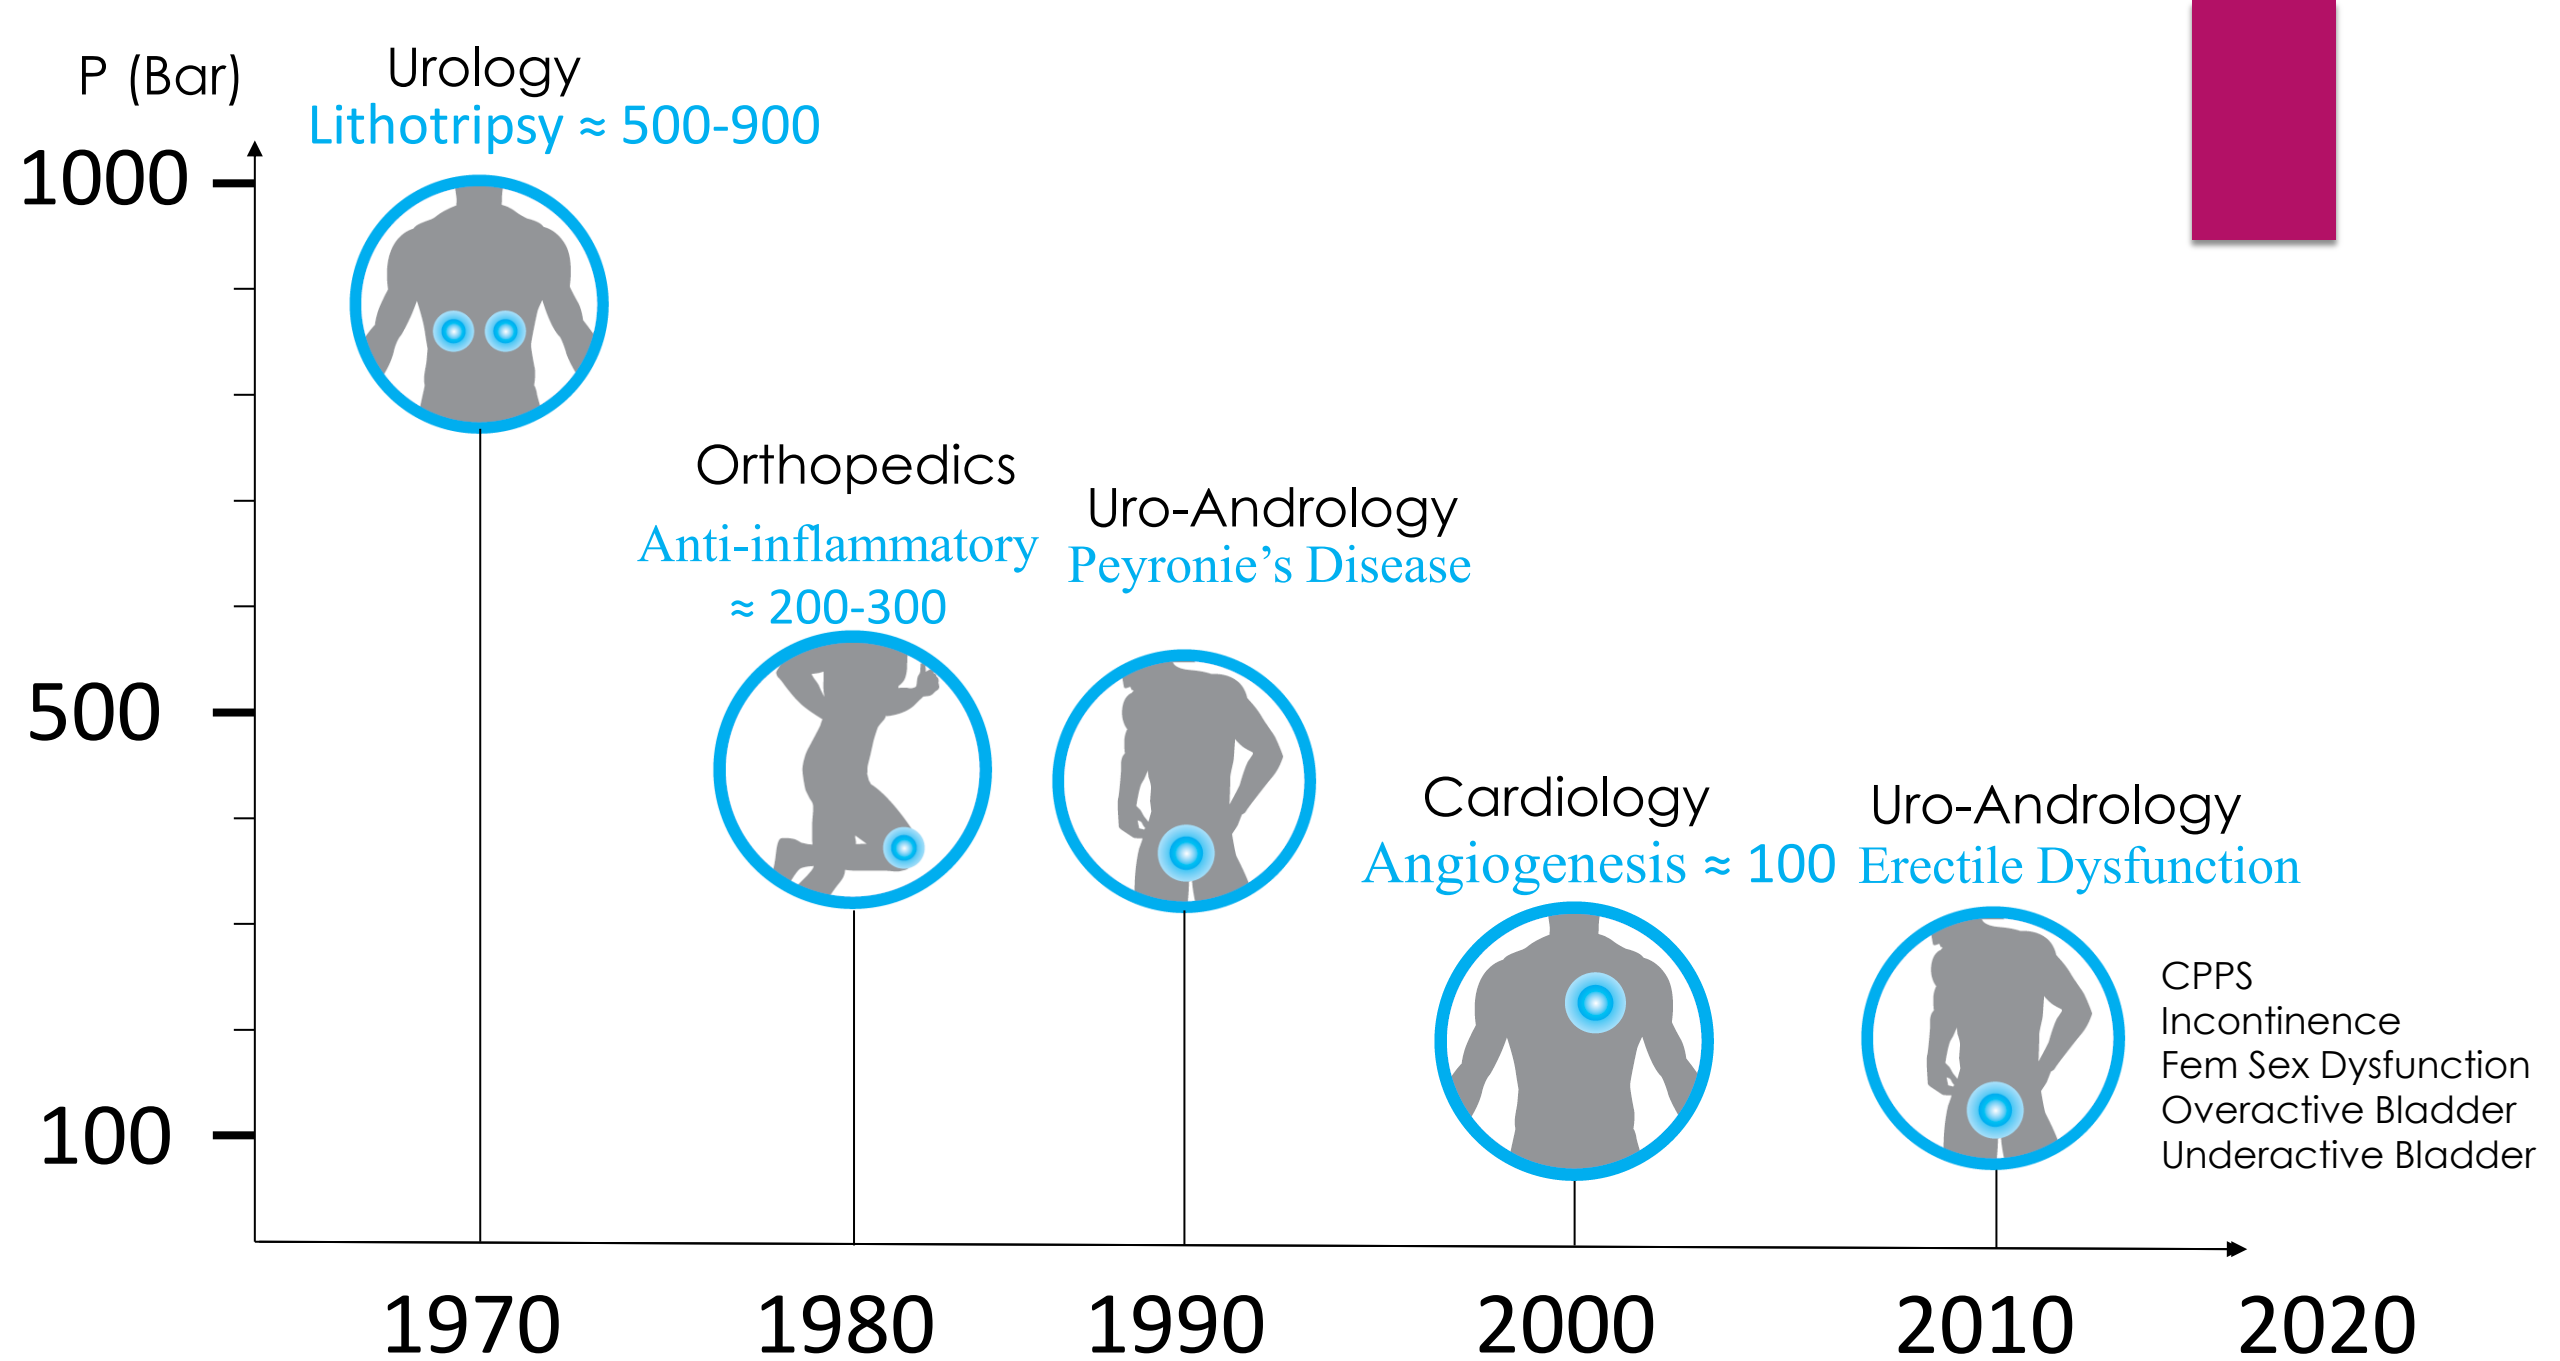 P (Bar)
Urology
Lithotripsy ≈ 500-900
1000
Orthopedics
Anti-inflammatory
≈ 200-300
Uro-Andrology
Peyronie’s Disease
500
Cardiology
Angiogenesis ≈ 100
Uro-Andrology
Erectile Dysfunction
CPPS
Incontinence
Fem Sex Dysfunction
Overactive Bladder
Underactive Bladder
100
1970 1980 1990 2000 2010 2020